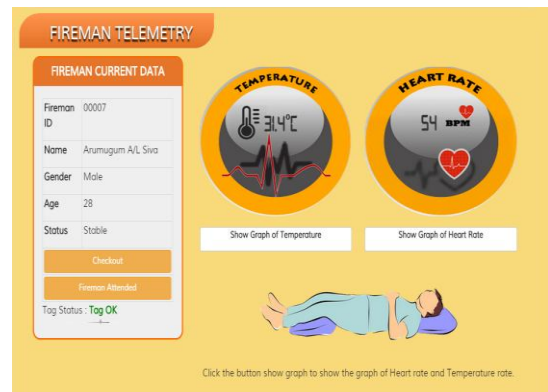 FIREMAN TELEMETRY
FIREMAN CURRENT DATA
Fireman ID 00007
Name Arumugum A/L Siva
Gender Male
Age 28
Status Stable
Checkout
Fireman Attended
Tag Status : Tag OK
TEMPERATURE
31.4°C
Show Graph of Temperature
HEART RATE
54 BPM
Show Graph of Heart Rate
Click the button show graph to show the graph of Heart rate and Temperature rate.